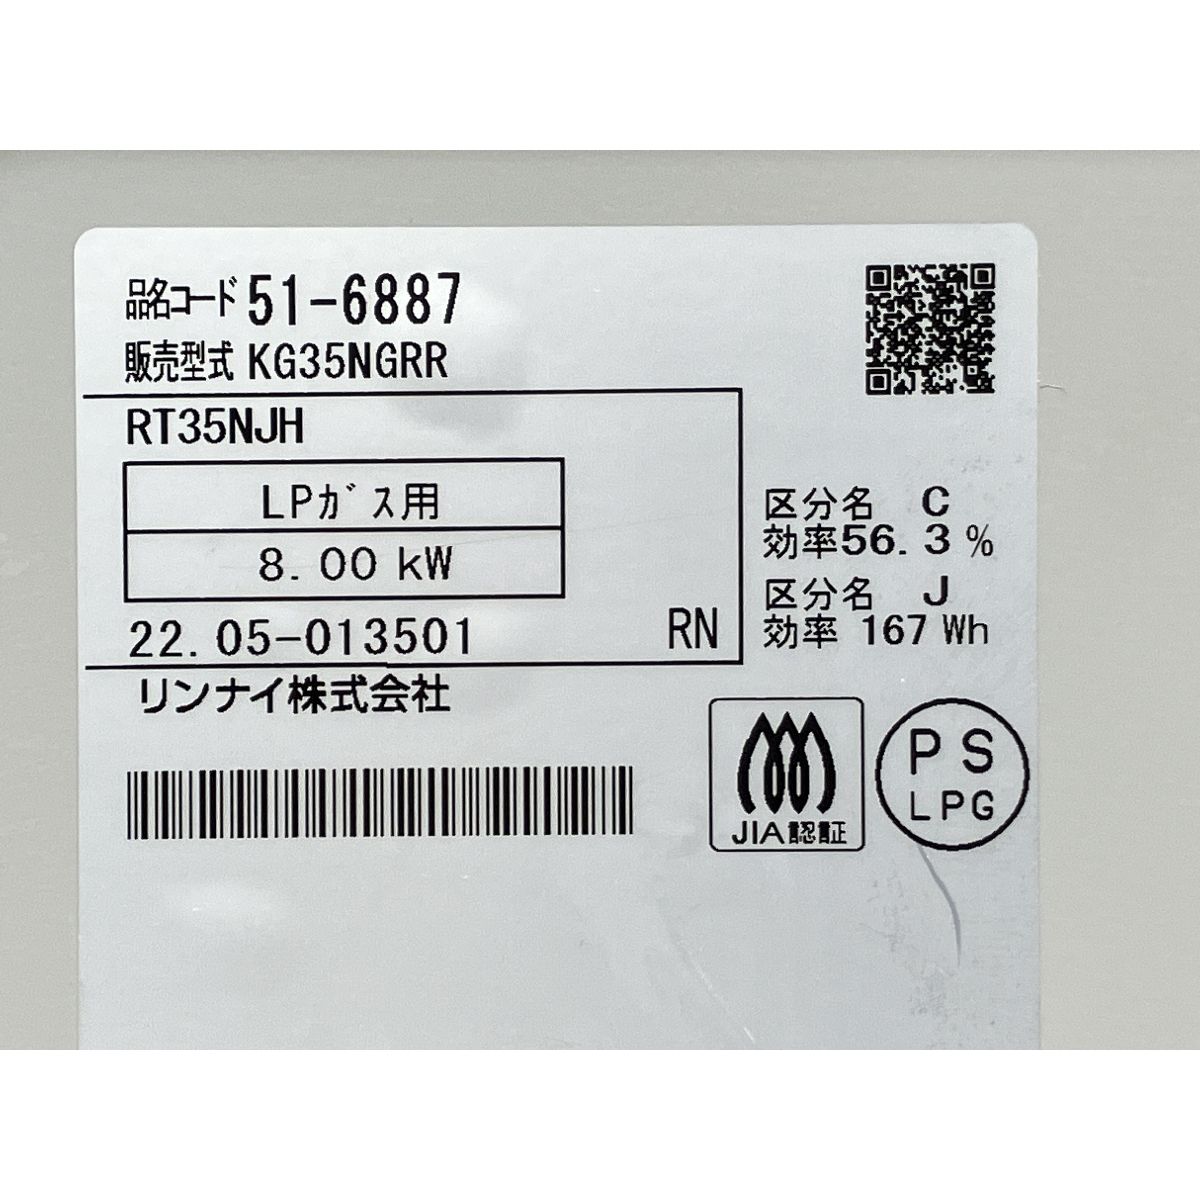 品名コード 51-6887
販売型式 KG35NGRR
RT35NJH
LPガス用
8.00 kW
22.05-013501
RN
区分名 C
効率56.3 %
区分名 J
効率 167 Wh
リンナイ株式会社
JIA認証
PS
LPG